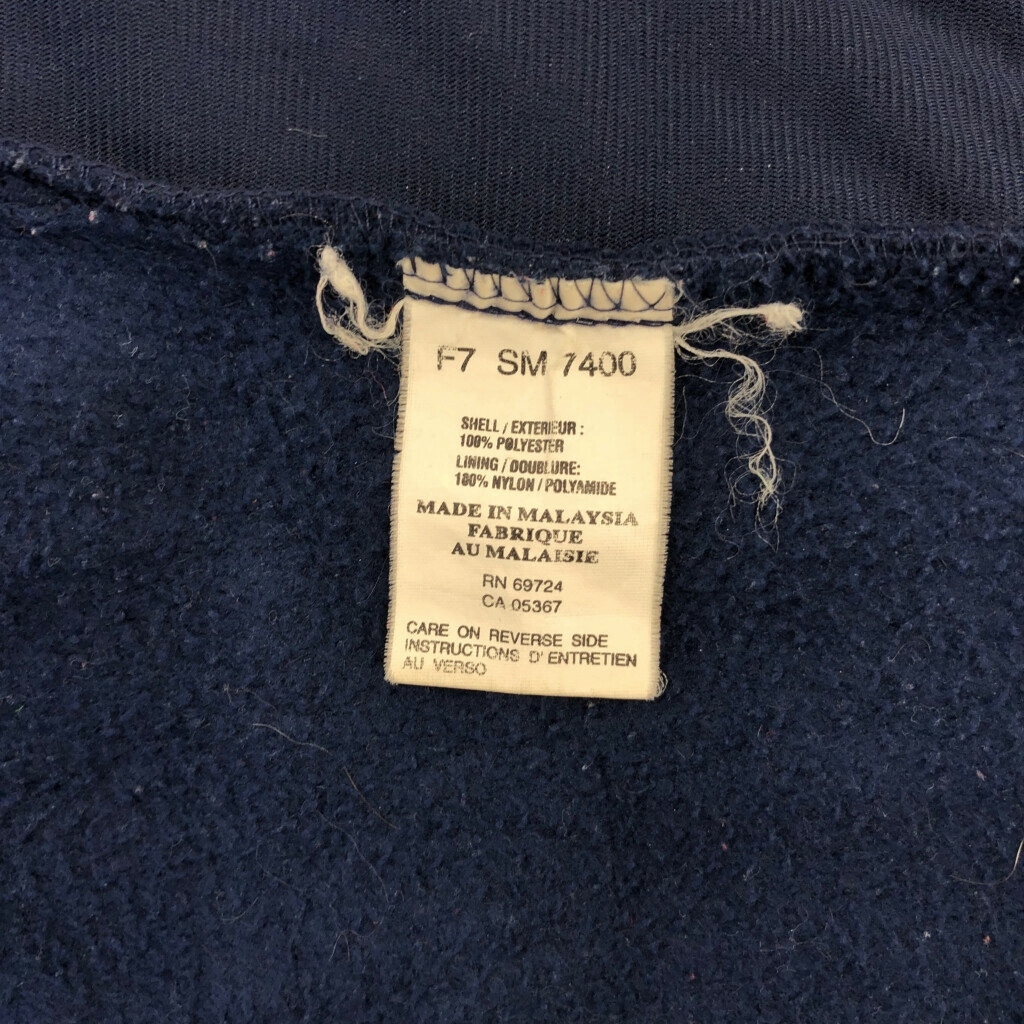 F7 SM 7400
SHELL / EXTERIEUR :
100% POLYESTER
LINING / DOUBLURE:
100% NYLON / POLYAMIDE
MADE IN MALAYSIA
FABRIQUE
AU MALAISIE
RN 69724
CA 05367
CARE ON REVERSE SIDE
INSTRUCTIONS D'ENTRETIEN
AU VERSO